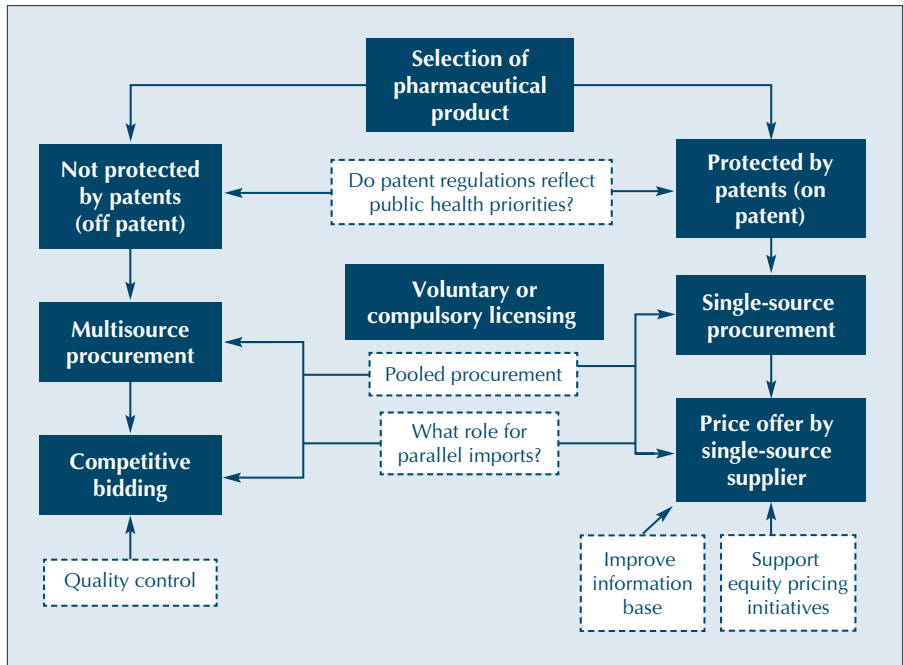 Selection of
pharmaceutical
product
Not protected
by patents
(off patent)
Do patent regulations reflect
public health priorities?
Protected by
patents (on
patent)
Voluntary or
compulsory licensing
Multisource
procurement
Single-source
procurement
Pooled procurement
What role for
parallel imports?
Competitive
bidding
Price offer by
single-source
supplier
Quality control
Improve
information
base
Support
equity pricing
initiatives